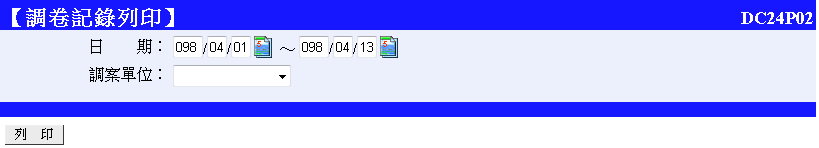 【調卷記錄列印】 DC24P02
日　期： 098 /04 /01 ～ 098 /04 /13
調案單位：
列 印